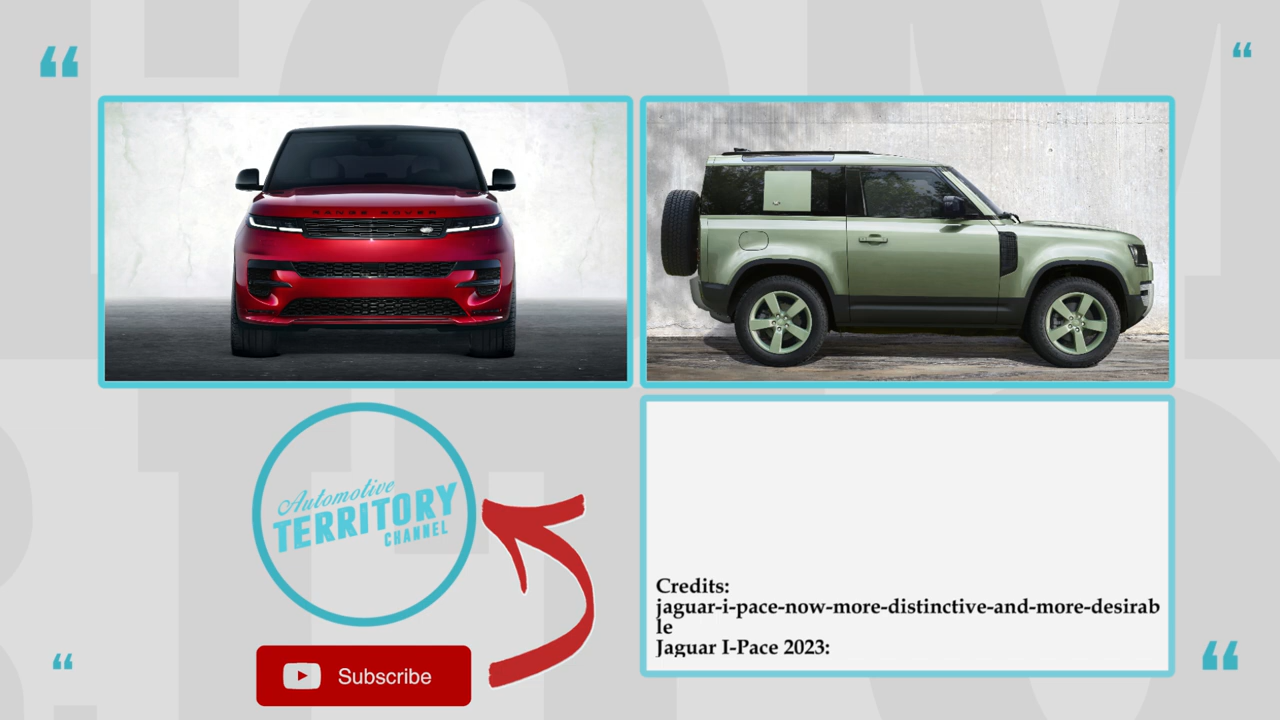 RANGE ROVER
Automotive
TERRITORY
CHANNEL
Subscribe
Credits:
jaguar-i-pace-now-more-distinctive-and-more-desirab
le
Jaguar I-Pace 2023: